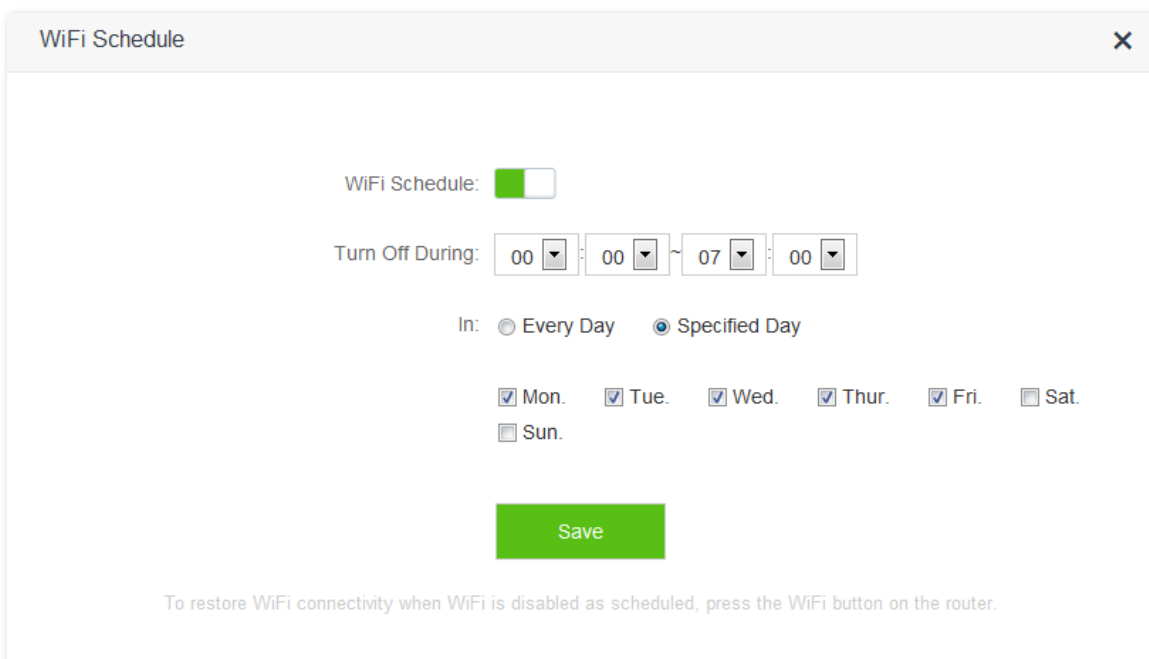 WiFi Schedule
WiFi Schedule:
Turn Off During: 00 : 00 ~ 07 : 00
In: Every Day Specified Day
Mon. Tue. Wed. Thur. Fri. Sat.
Sun.
Save
To restore WiFi connectivity when WiFi is disabled as scheduled, press the WiFi button on the router.